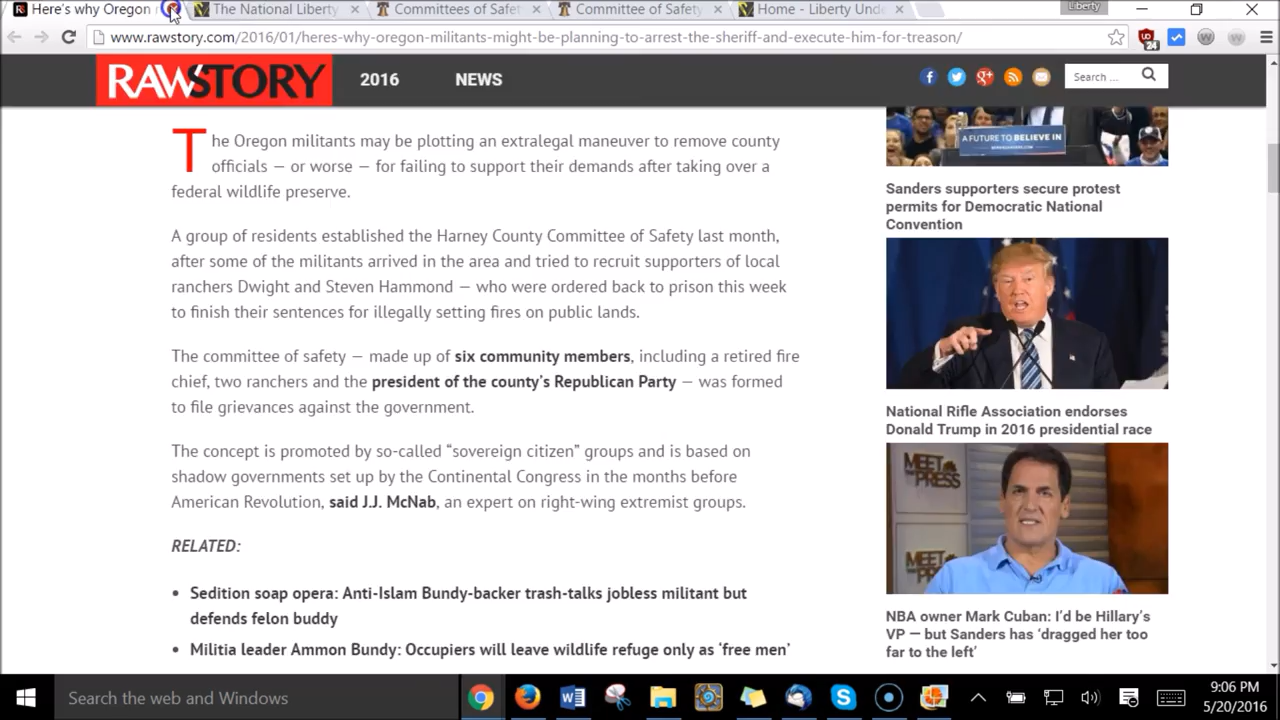 Here's why Oregon
The National Liberty
Committees of Safet
Committee of Safety
Home - Liberty Und
Liberty
www.rawstory.com/2016/01/heres-why-oregon-militants-might-be-planning-to-arrest-the-sheriff-and-execute-him-for-treason/
24
RAWSTORY 2016 NEWS
Search ...
The Oregon militants may be plotting an extralegal maneuver to remove county
officials — or worse — for failing to support their demands after taking over a
federal wildlife preserve.
A group of residents established the Harney County Committee of Safety last month,
after some of the militants arrived in the area and tried to recruit supporters of local
ranchers Dwight and Steven Hammond — who were ordered back to prison this week
to finish their sentences for illegally setting fires on public lands.
The committee of safety — made up of six community members, including a retired fire
chief, two ranchers and the president of the county's Republican Party — was formed
to file grievances against the government.
The concept is promoted by so-called “sovereign citizen” groups and is based on
shadow governments set up by the Continental Congress in the months before
American Revolution, said J.J. McNab, an expert on right-wing extremist groups.
RELATED:
Sedition soap opera: Anti-Islam Bundy-backer trash-talks jobless militant but
defends felon buddy
Militia leader Ammon Bundy: Occupiers will leave wildlife refuge only as ‘free men’
A FUTURE TO BELIEVE IN
Sanders supporters secure protest
permits for Democratic National
Convention
National Rifle Association endorses
Donald Trump in 2016 presidential race
MEET
PRESS
MEET THE
PRESS
NBA owner Mark Cuban: I'd be Hillary's
VP — but Sanders has ‘dragged her too
far to the left’
Search the web and Windows
9:06 PM
5/20/2016